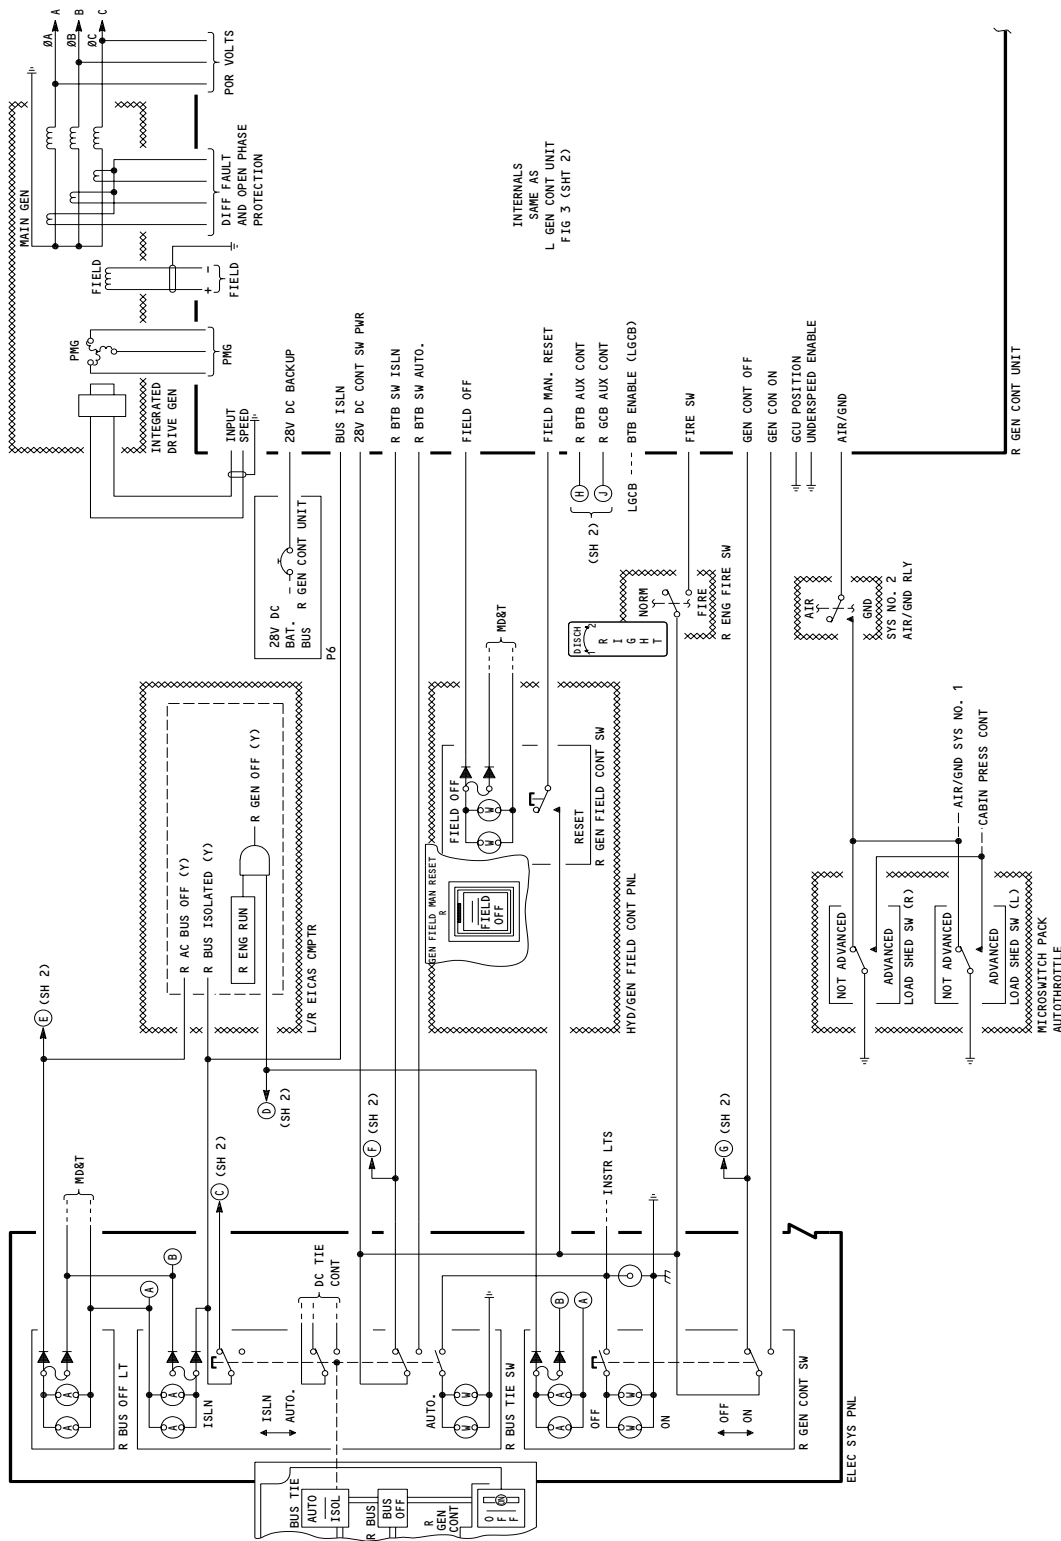 ØA
A
ØB
B
ØC
C
POR VOLTS
MAIN GEN
DIFF FAULT
AND OPEN PHASE
PROTECTION
FIELD
+ -
FIELD
PMG
PMG
INTEGRATED
DRIVE GEN
INPUT
SPEED
28V DC BACKUP
BUS ISLN
28V DC CONT SW PWR
R BTB SW ISLN
R BTB SW AUTO.
FIELD OFF
FIELD MAN. RESET
R BTB AUX CONT
R GCB AUX CONT
BTB ENABLE (LGCB)
FIRE SW
GEN CONT OFF
GEN CON ON
GCU POSITION
UNDERSPEED ENABLE
AIR/GND
INTERNALS
SAME AS
L GEN CONT UNIT
FIG 3 (SHT 2)
R GEN CONT UNIT
28V DC
BAT.
BUS
R GEN CONT UNIT
P6
H
J
(SH 2)
LGCB
DISCH
1 2
R
I
G
H
T
NORM
FIRE
R ENG FIRE SW
AIR
GND
SYS NO. 2
AIR/GND RLY
R AC BUS OFF (Y)
R BUS ISOLATED (Y)
R ENG RUN
R GEN OFF (Y)
L/R EICAS CMPTR
MD&T
FIELD OFF
W
W
RESET
R GEN FIELD CONT SW
GEN FIELD MAN RESET
R
FIELD
OFF
HYD/GEN FIELD CONT PNL
AIR/GND SYS NO. 1
CABIN PRESS CONT
NOT ADVANCED
ADVANCED
LOAD SHED SW (R)
NOT ADVANCED
ADVANCED
LOAD SHED SW (L)
MICROSWITCH PACK
AUTOTHROTTLE
E (SH 2)
D
(SH 2)
C (SH 2)
F (SH 2)
G (SH 2)
MD&T
INSTR LTS
A
B
DC TIE
CONT
B
A
A
A
R BUS OFF LT
A
A
ISLN
ISLN
AUTO.
AUTO.
W
W
R BUS TIE SW
A
A
OFF
W
W
ON
OFF
ON
R GEN CONT SW
ELEC SYS PNL
BUS TIE
AUTO
ISOL
R BUS
BUS
OFF
R
GEN
CONT
ON
O
F
F